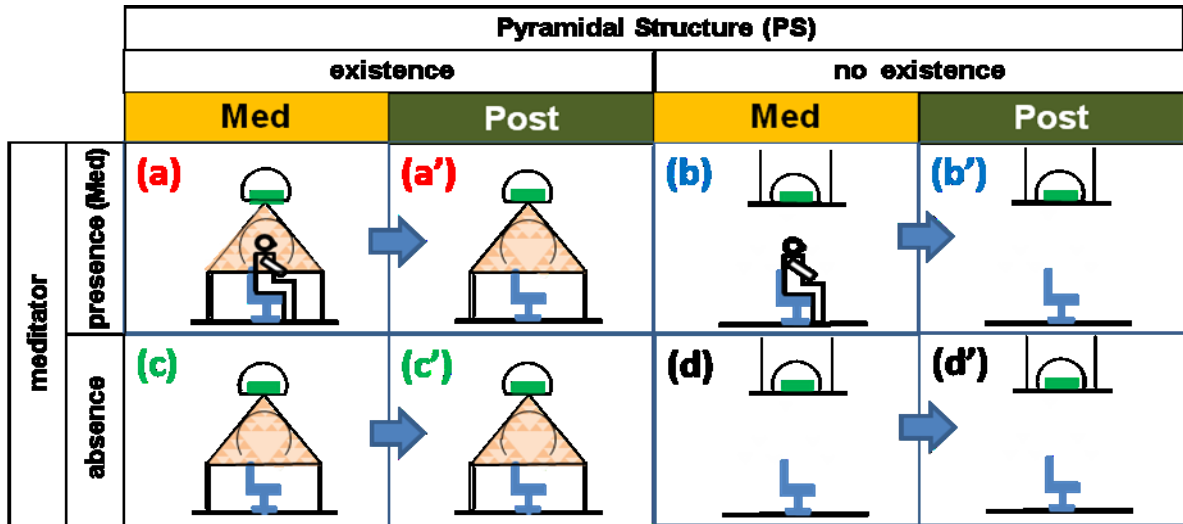 Pyramidal Structure (PS)
existence
no existence
Med
Post
Med
Post
meditator
presence (Med)
(a)
(a’)
(b)
(b’)
absence
(c)
(c’)
(d)
(d’)